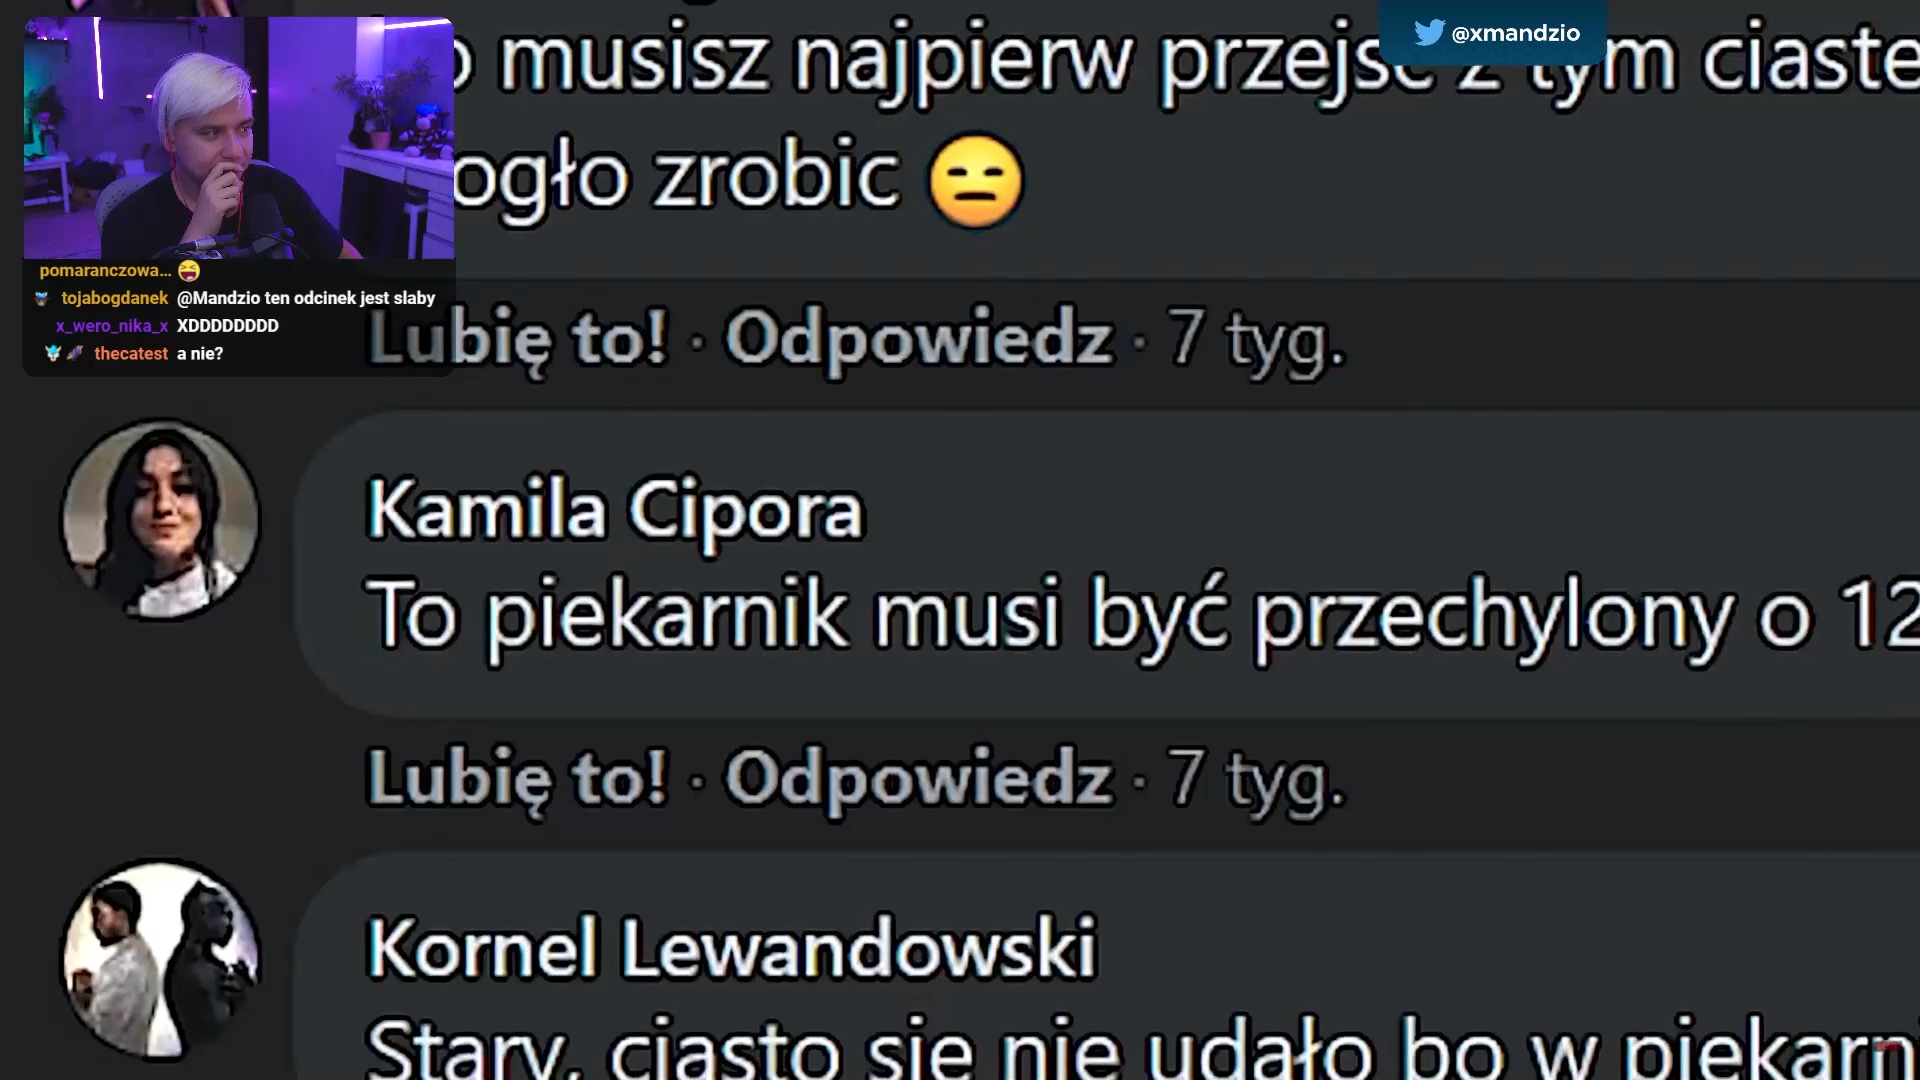 musisz najpierw przejść z tym ciaste
@xmandzio
ogło zrobic 😑
pomaranczowa... 😆
tojabogdanek @Mandzio ten odcinek jest slaby
x_wero_nika_x XDDDDDDDD
thecatest a nie?
Lubię to! · Odpowiedz · 7 tyg.
Kamila Cipora
To piekarnik musi być przechylony o 12
Lubię to! · Odpowiedz · 7 tyg.
Kornel Lewandowski
Stary, ciasto się nie udało bo w piekarn